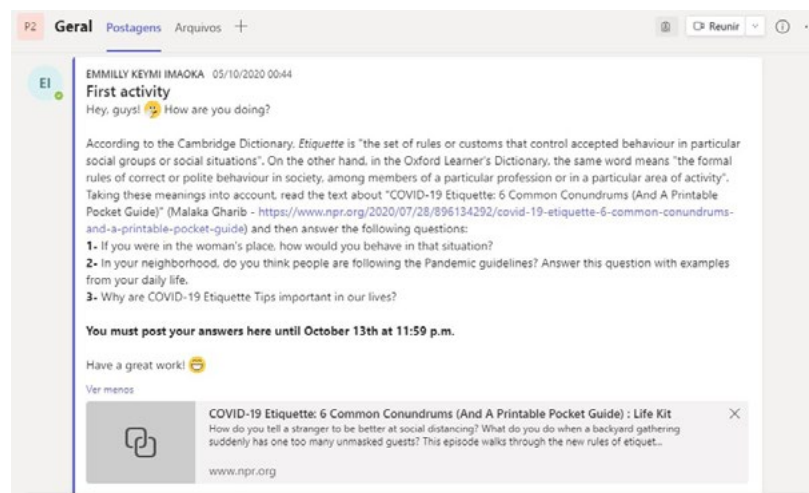 P2 Geral Postagens Arquivos + Reunir
EI
EMMILLY KEYMI IMAOKA 05/10/2020 00:44
First activity
Hey, guys! How are you doing?
According to the Cambridge Dictionary, Etiquette is "the set of rules or customs that control accepted behaviour in particular
social groups or social situations". On the other hand, in the Oxford Learner's Dictionary, the same word means "the formal
rules of correct or polite behaviour in society, among members of a particular profession or in a particular area of activity".
Taking these meanings into account, read the text about "COVID-19 Etiquette: 6 Common Conundrums (And A Printable
Pocket Guide)" (Malaka Gharib - https://www.npr.org/2020/07/28/896134292/covid-19-etiquette-6-common-conundrums-
and-a-printable-pocket-guide) and then answer the following questions:
1- If you were in the woman's place, how would you behave in that situation?
2- In your neighborhood, do you think people are following the Pandemic guidelines? Answer this question with examples
from your daily life.
3- Why are COVID-19 Etiquette Tips important in our lives?
You must post your answers here until October 13th at 11:59 p.m.
Have a great work!
Ver menos
COVID-19 Etiquette: 6 Common Conundrums (And A Printable Pocket Guide) : Life Kit
How do you tell a stranger to be better at social distancing? What do you do when a backyard gathering
suddenly has one too many unmasked guests? This episode walks through the new rules of etiquet...
www.npr.org